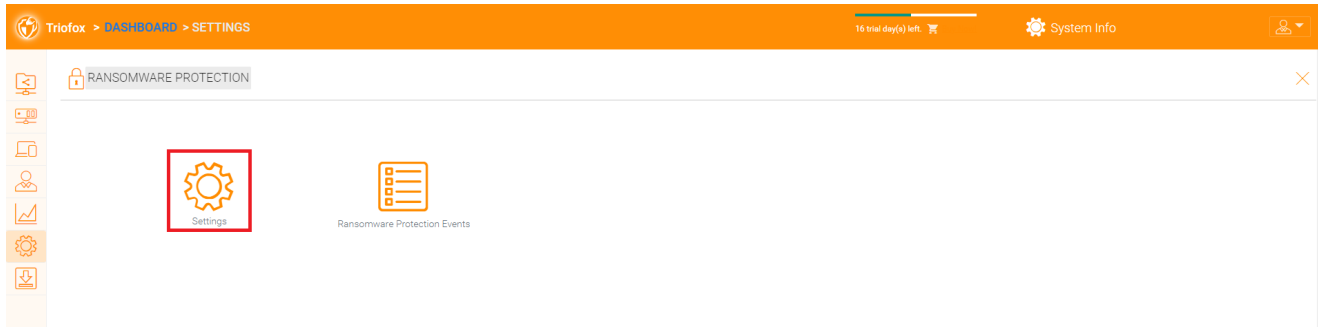 Triofox > DASHBOARD > SETTINGS
16 trial day(s) left.
System Info
RANSOMWARE PROTECTION
Settings
Ransomware Protection Events